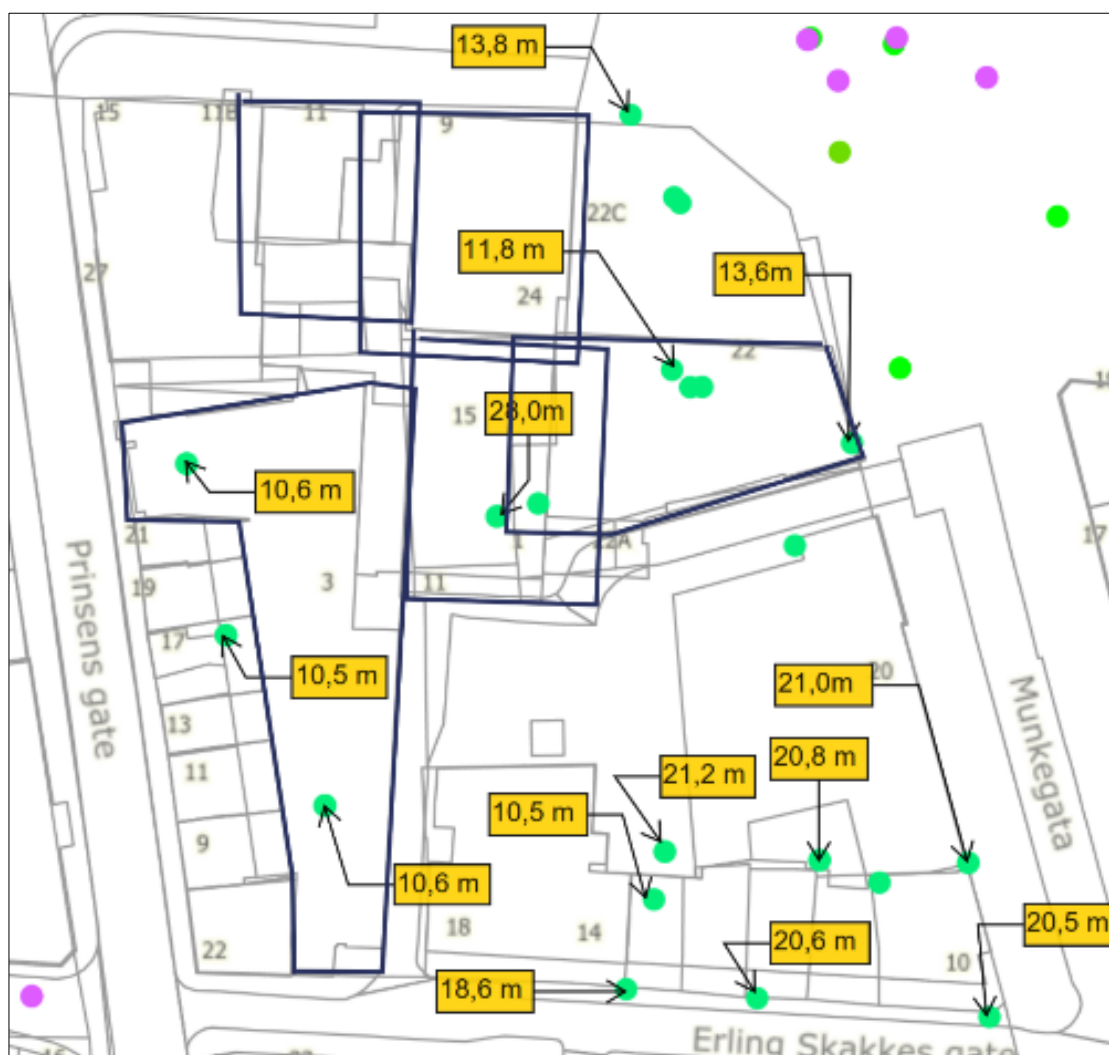 13,8 m
15
11B
11
9
22C
11,8 m
13,6m
27
24
22
15
28,0m
10,6 m
21
1
22A
17
19
3
11
Prinsens gate
17
10,5 m
20
21,0m
Munkegata
13
11
21,2 m
20,8 m
10,5 m
9
10,6 m
18
14
20,6 m
20,5 m
22
10
18,6 m
Erling Skakkes gate